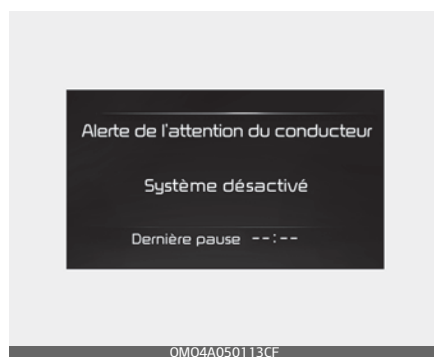 Alerte de l'attention du conducteur
Système désactivé
Dernière pause --:--
OMQ4A050113CF